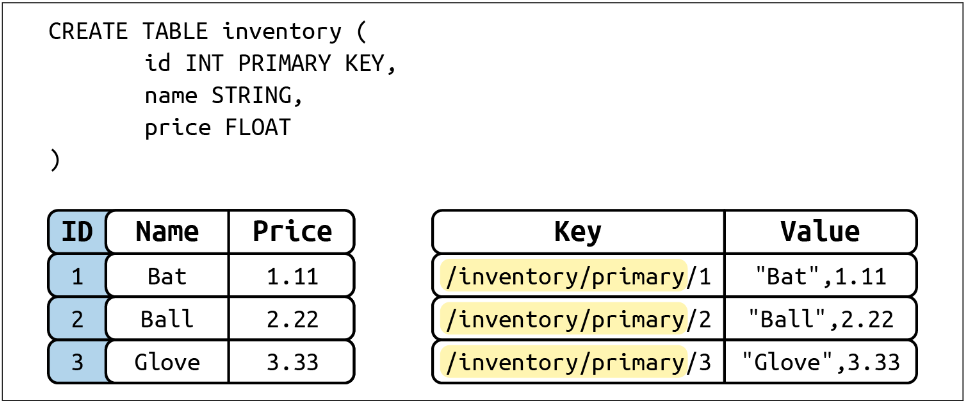 CREATE TABLE inventory (
id INT PRIMARY KEY,
name STRING,
price FLOAT
)
ID Name Price
1 Bat 1.11
2 Ball 2.22
3 Glove 3.33
Key Value
/inventory/primary/1 "Bat",1.11
/inventory/primary/2 "Ball",2.22
/inventory/primary/3 "Glove",3.33